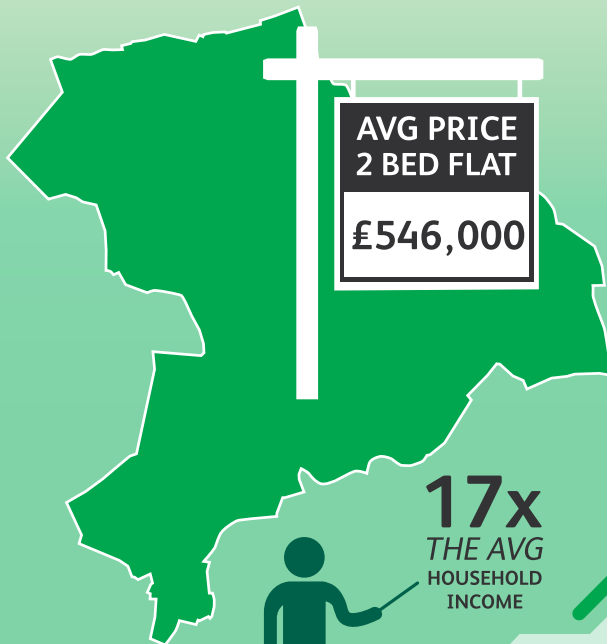 AVG PRICE
2 BED FLAT
£546,000
17x
THE AVG
HOUSEHOLD
INCOME